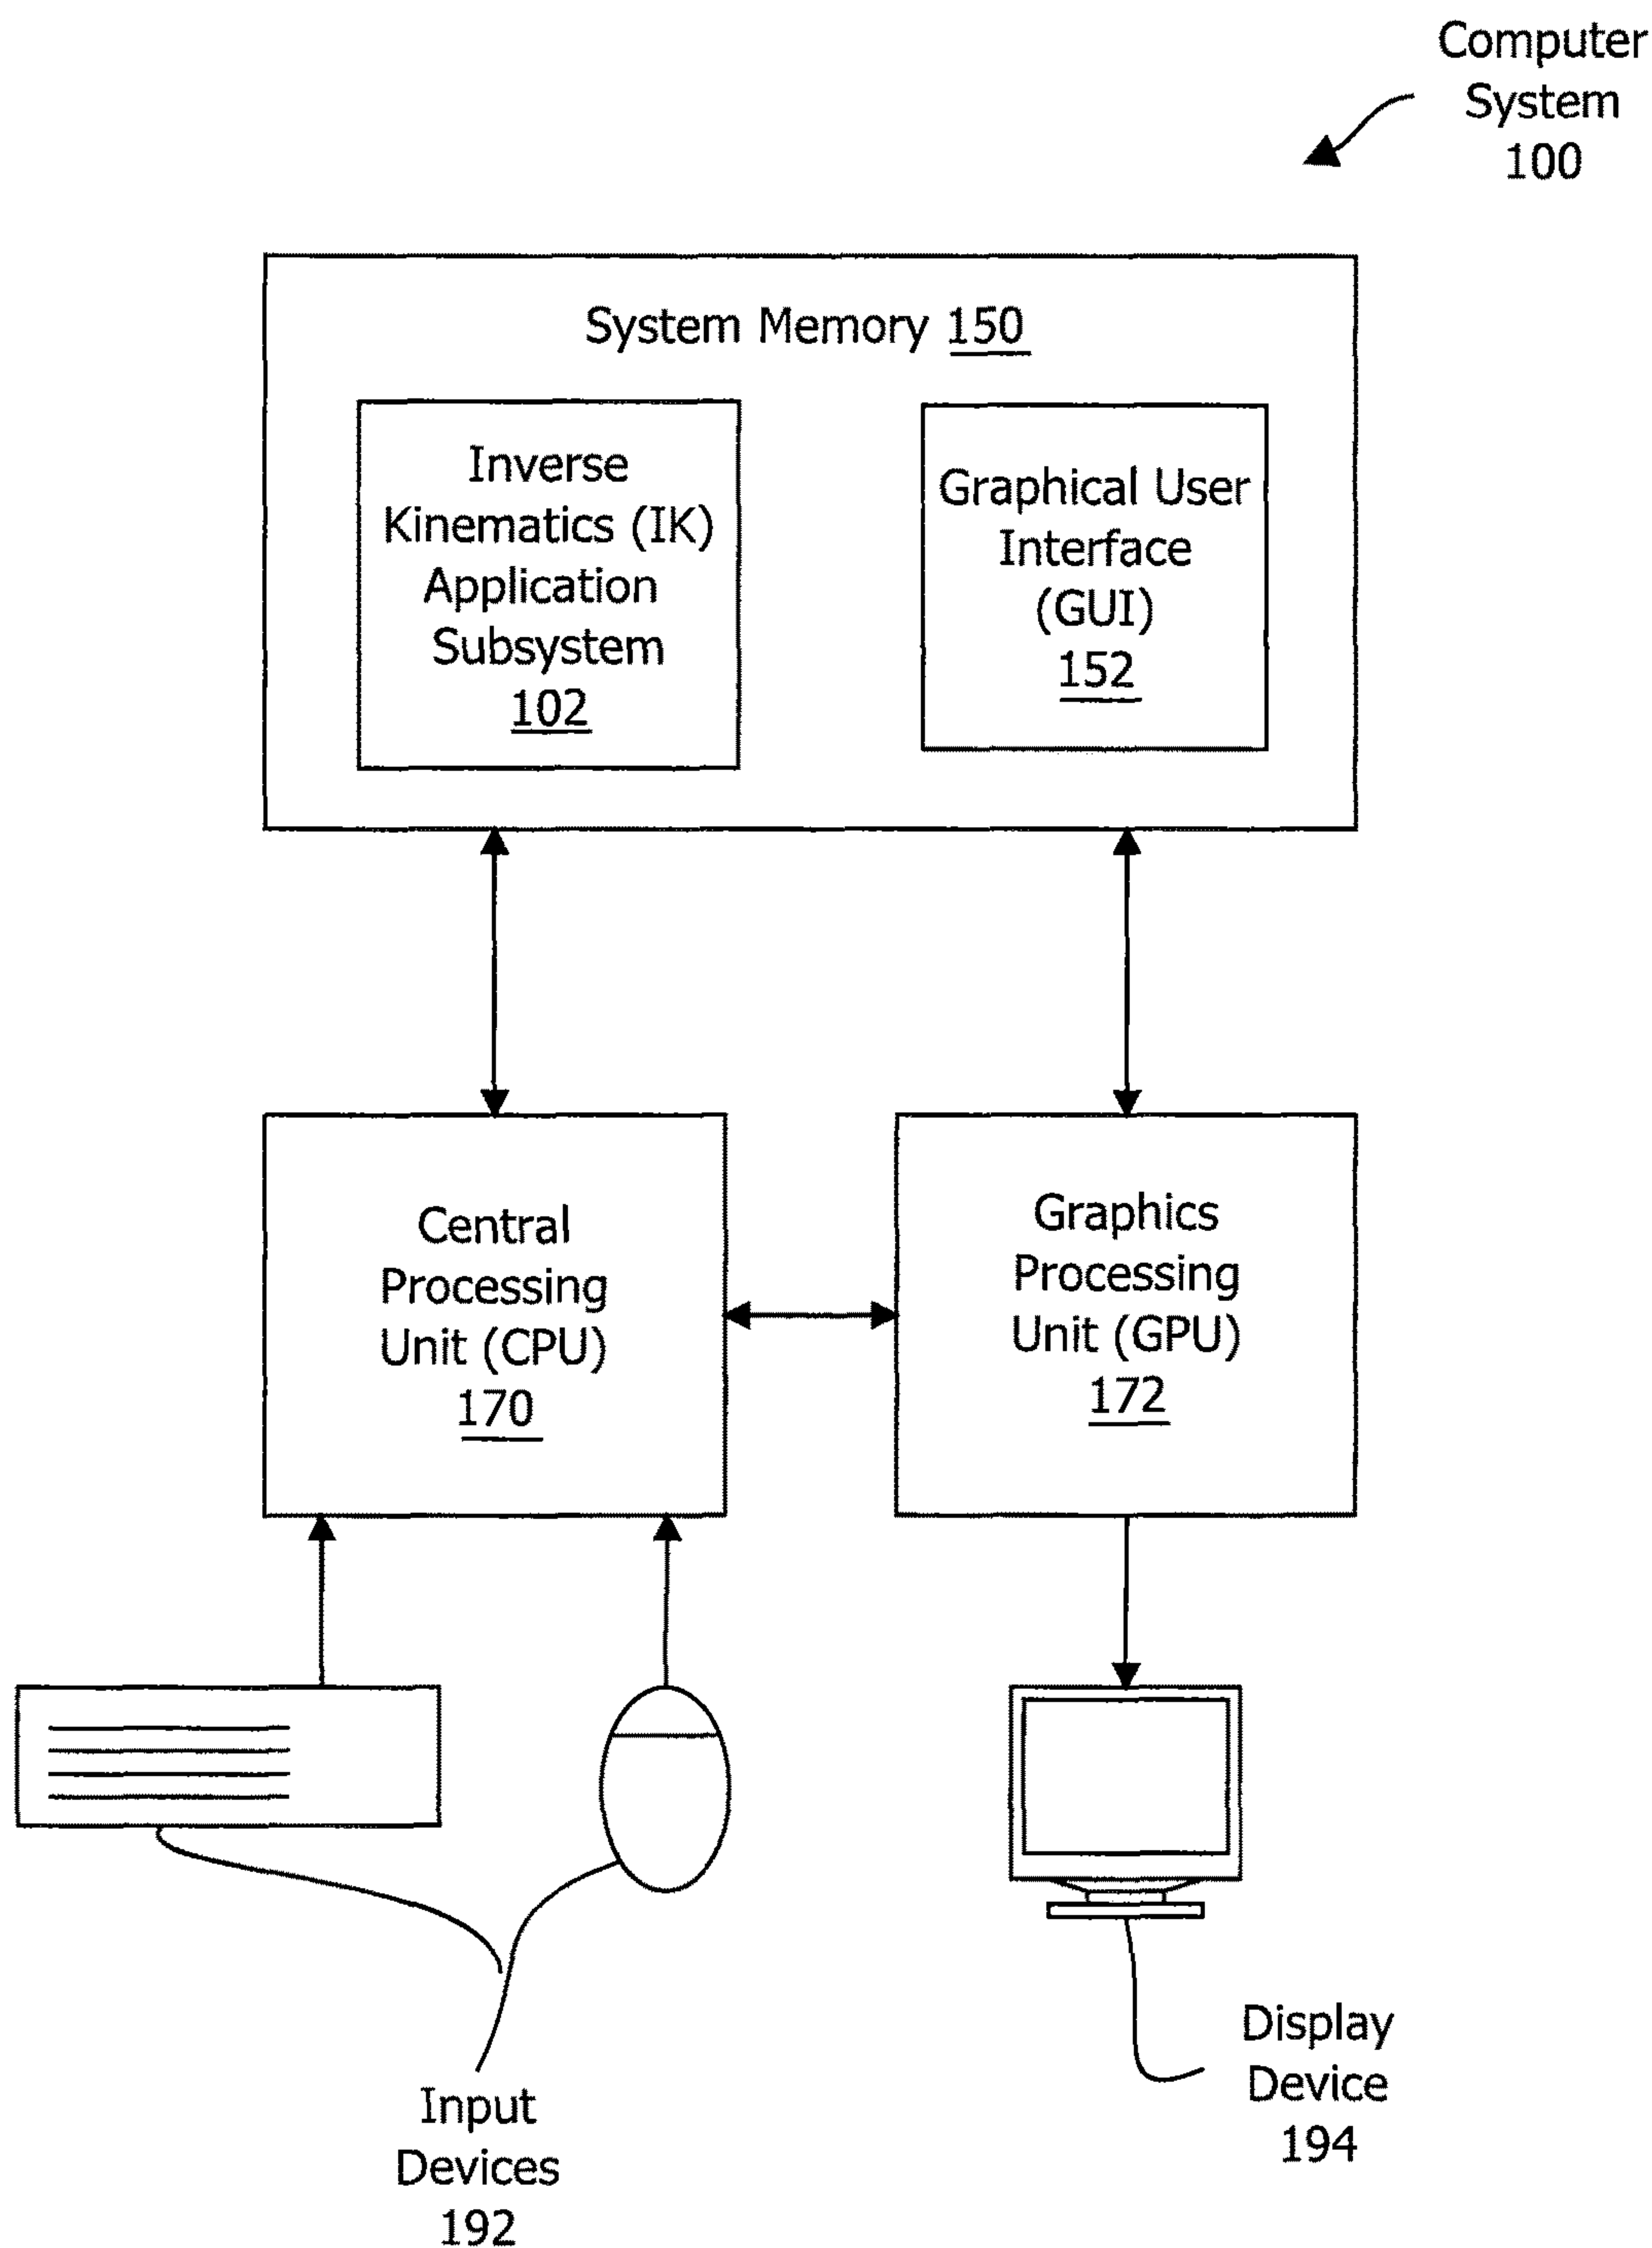 Computer
System
100
System Memory 150
Inverse
Kinematics (IK)
Application
Subsystem
102
Graphical User
Interface
(GUI)
152
Central
Processing
Unit (CPU)
170
Graphics
Processing
Unit (GPU)
172
Input
Devices
192
Display
Device
194